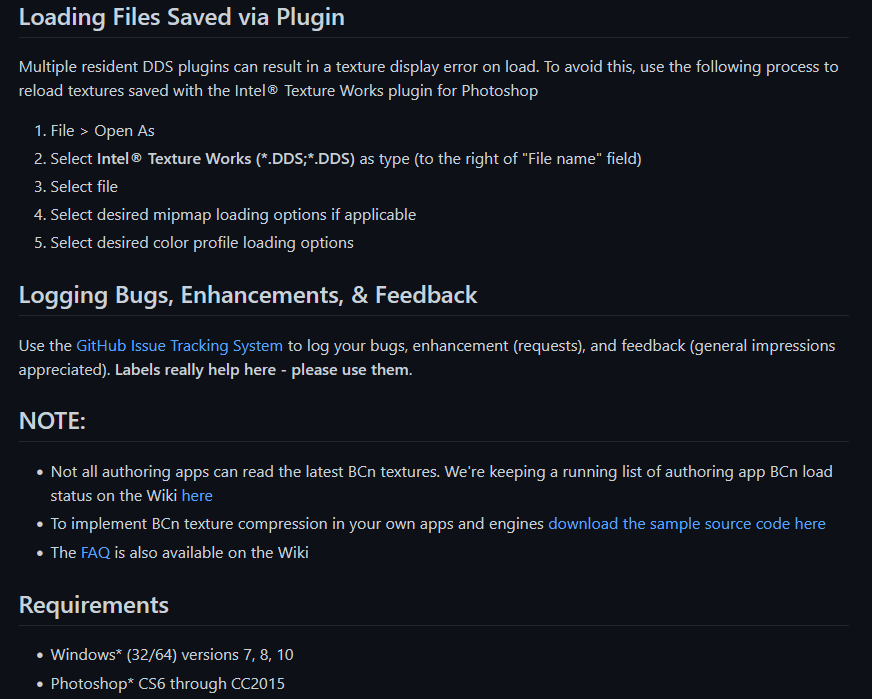 Loading Files Saved via Plugin
Multiple resident DDS plugins can result in a texture display error on load. To avoid this, use the following process to
reload textures saved with the Intel® Texture Works plugin for Photoshop
1. File > Open As
2. Select Intel® Texture Works (*.DDS;*.DDS) as type (to the right of "File name" field)
3. Select file
4. Select desired mipmap loading options if applicable
5. Select desired color profile loading options
Logging Bugs, Enhancements, & Feedback
Use the GitHub Issue Tracking System to log your bugs, enhancement (requests), and feedback (general impressions
appreciated). Labels really help here - please use them.
NOTE:
• Not all authoring apps can read the latest BCn textures. We're keeping a running list of authoring app BCn load
status on the Wiki here
• To implement BCn texture compression in your own apps and engines download the sample source code here
• The FAQ is also available on the Wiki
Requirements
• Windows* (32/64) versions 7, 8, 10
• Photoshop* CS6 through CC2015